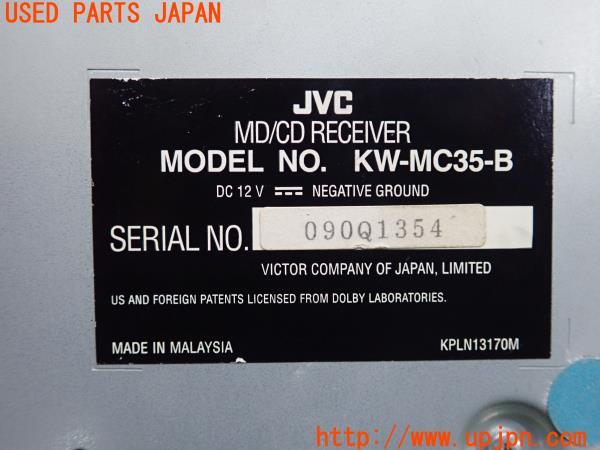 USED PARTS JAPAN
JVC
MD/CD RECEIVER
MODEL NO. KW-MC35-B
DC 12 V NEGATIVE GROUND
SERIAL NO. 090Q1354
VICTOR COMPANY OF JAPAN, LIMITED
US AND FOREIGN PATENTS LICENSED FROM DOLBY LABORATORIES.
MADE IN MALAYSIA KPLN13170M
http://www.upjpn.com